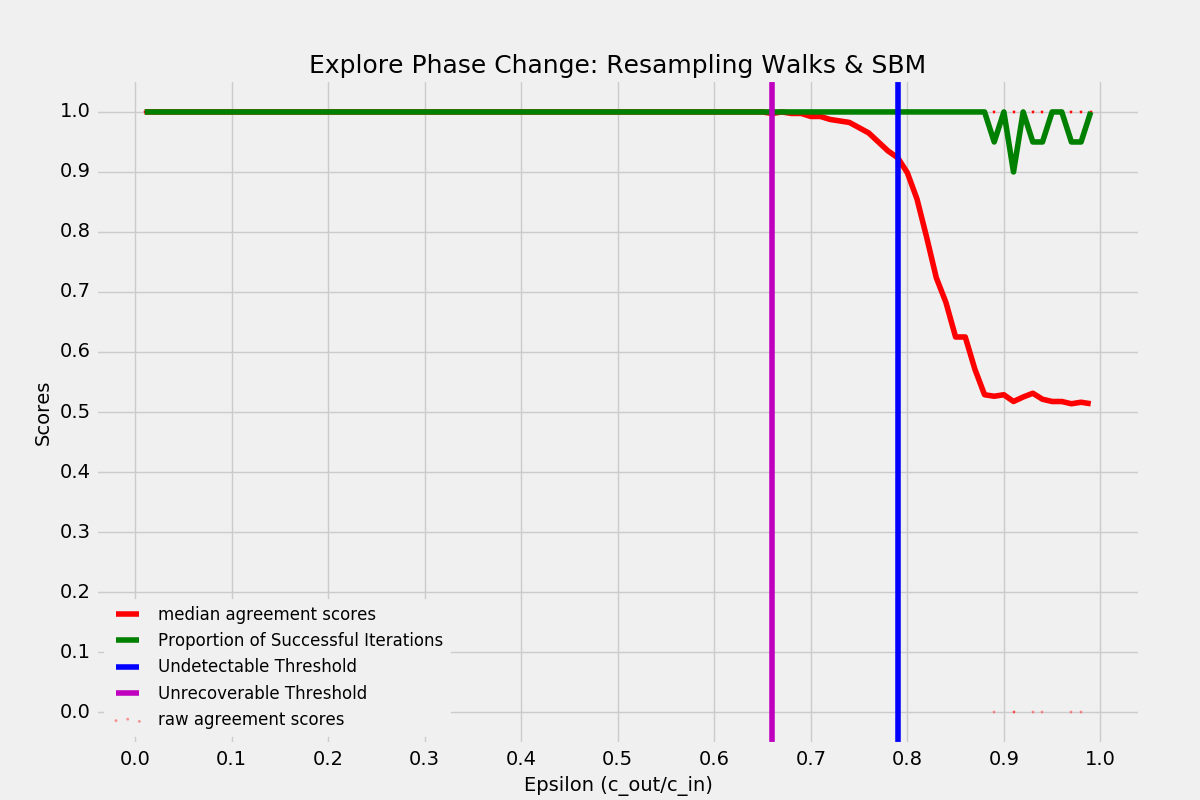 Explore Phase Change: Resampling Walks & SBM
1.0
0.9
0.8
0.7
0.6
0.5
0.4
0.3
0.2
0.1
0.0
Scores
median agreement scores
Proportion of Successful Iterations
Undetectable Threshold
Unrecoverable Threshold
raw agreement scores
0.0 0.1 0.2 0.3 0.4 0.5 0.6 0.7 0.8 0.9 1.0
Epsilon (c_out/c_in)